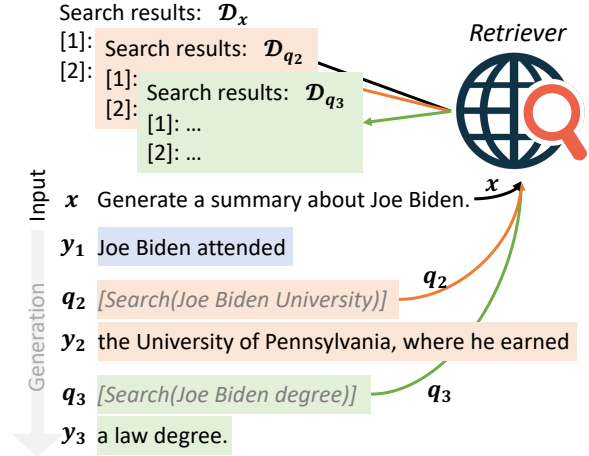 Search results: 𝓓ₓ
[1]:
[2]:
Search results: 𝓓q₂
[1]:
[2]:
Search results: 𝓓q₃
[1]: ...
[2]: ...
Retriever
Input
x Generate a summary about Joe Biden.
x
Generation
y₁ Joe Biden attended
q₂ [Search(Joe Biden University)]
q₂
y₂ the University of Pennsylvania, where he earned
q₃ [Search(Joe Biden degree)]
q₃
y₃ a law degree.